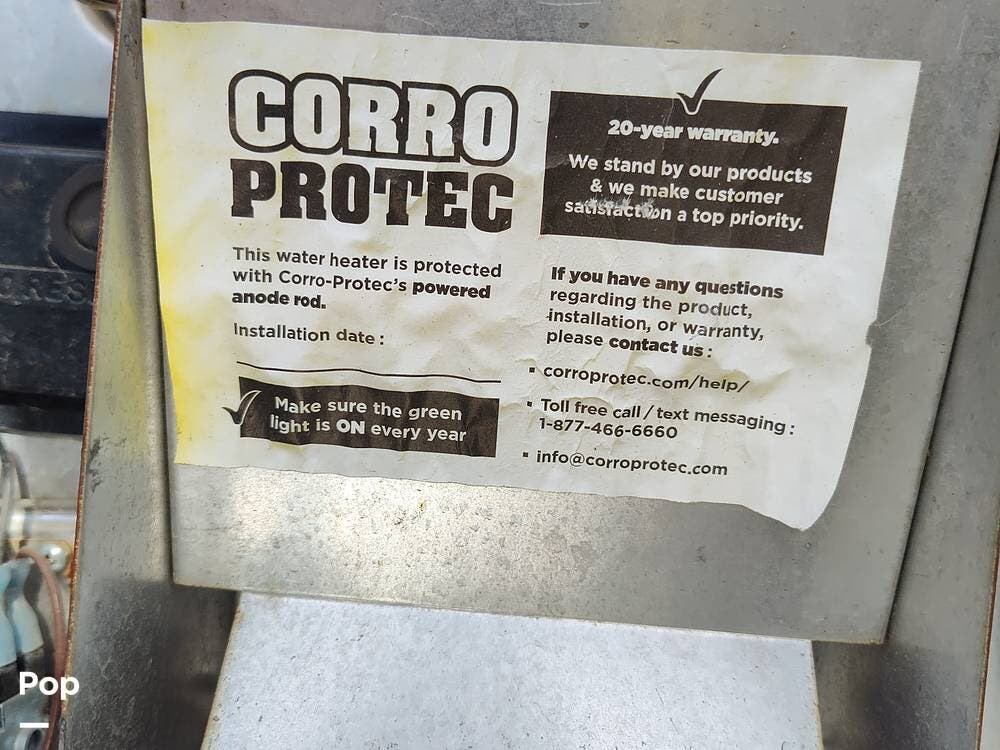 CORRO
PROTEC
This water heater is protected
with Corro-Protec's powered
anode rod.
Installation date :
Make sure the green
light is ON every year
20-year warranty.
We stand by our products
& we make customer
satisfaction a top priority.
If you have any questions
regarding the product,
installation, or warranty,
please contact us :
▪ corroprotec.com/help/
▪ Toll free call / text messaging :
1-877-466-6660
▪ info@corroprotec.com
Pop